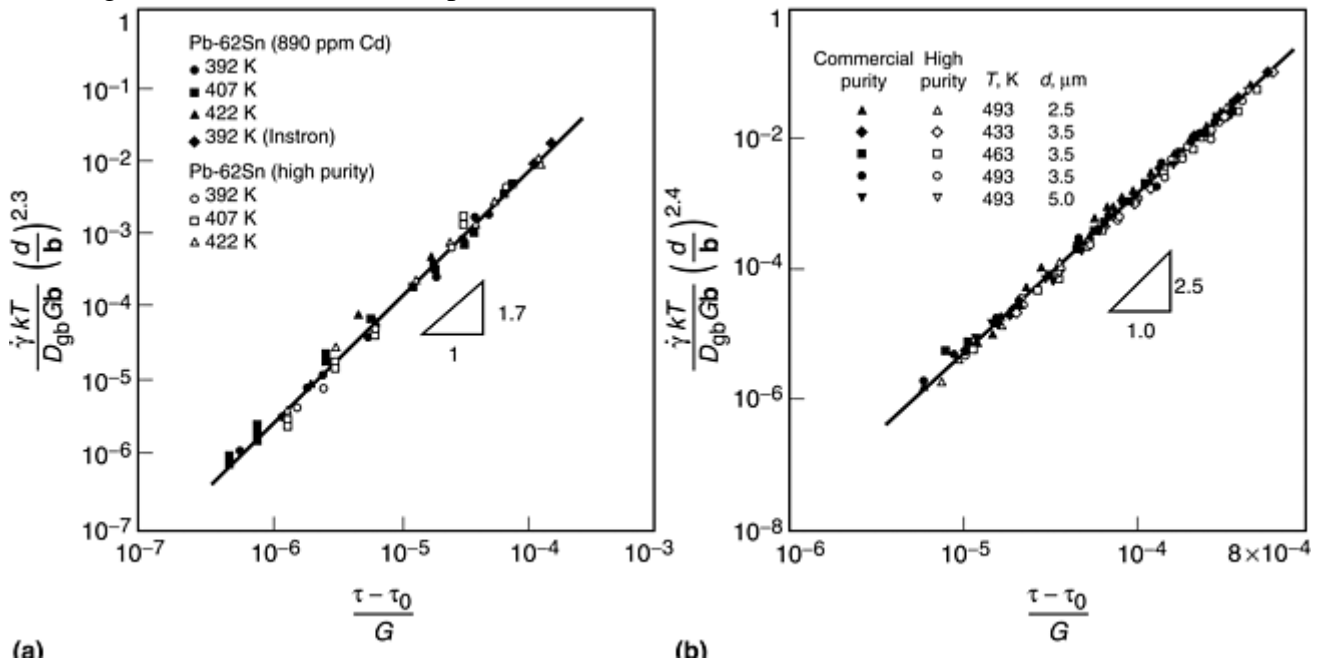 1
10⁻¹
10⁻²
10⁻³
10⁻⁴
10⁻⁵
10⁻⁶
10⁻⁷
γ̇ kT / D_gb Gb (d/b)^2.3
Pb-62Sn (890 ppm Cd)
392 K
407 K
422 K
392 K (Instron)
Pb-62Sn (high purity)
392 K
407 K
422 K
1.7
1
10⁻⁷ 10⁻⁶ 10⁻⁵ 10⁻⁴ 10⁻³
τ − τ₀ / G
(a)
1
10⁻²
10⁻⁴
10⁻⁶
10⁻⁸
γ̇ kT / D_gb Gb (d/b)^2.4
Commercial High
purity purity T, K d, μm
493 2.5
433 3.5
463 3.5
493 3.5
493 5.0
2.5
1.0
10⁻⁶ 10⁻⁵ 10⁻⁴ 8×10⁻⁴
τ − τ₀ / G
(b)